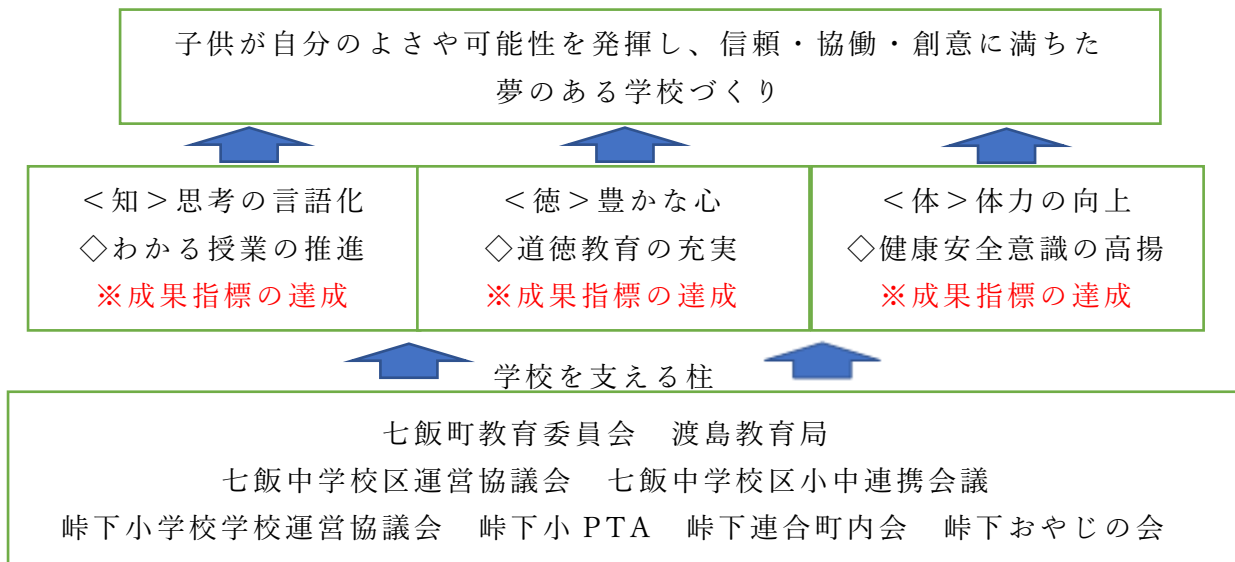 子供が自分のよさや可能性を発揮し、信頼・協働・創意に満ちた
夢のある学校づくり
＜知＞思考の言語化
◇わかる授業の推進
※成果指標の達成
＜徳＞豊かな心
◇道徳教育の充実
※成果指標の達成
＜体＞体力の向上
◇健康安全意識の高揚
※成果指標の達成
学校を支える柱
七飯町教育委員会　渡島教育局
七飯中学校区運営協議会　七飯中学校区小中連携会議
峠下小学校学校運営協議会　峠下小 PTA　峠下連合町内会　峠下おやじの会